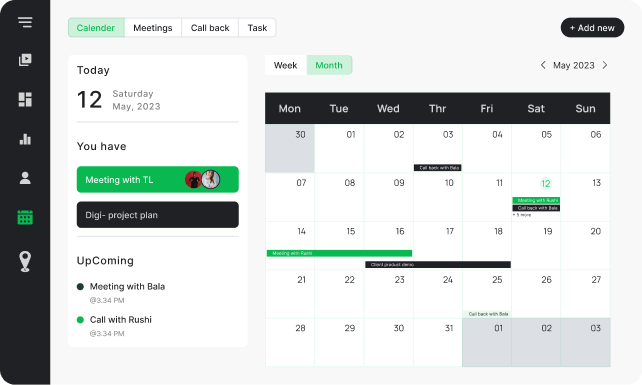 Calender Meetings Call back Task
+ Add new
Today
12
Saturday
May, 2023
You have
Meeting with TL
Digi- project plan
UpComing
Meeting with Bala
@3.34 PM
Call with Rushi
@3.34 PM
Week Month
May 2023
Mon Tue Wed Thr Fri Sat Sun
30 01 02 03 04 05 06
Call back with Bala
07 08 09 10 11 12 13
Meeting with Rushi
Call back with Bala
+ 5 more
14 15 16 17 18 19 20
Meeting with Rushi
Client product demo
21 22 23 24 25 26 27
Call back with Bala
28 29 30 31 01 02 03